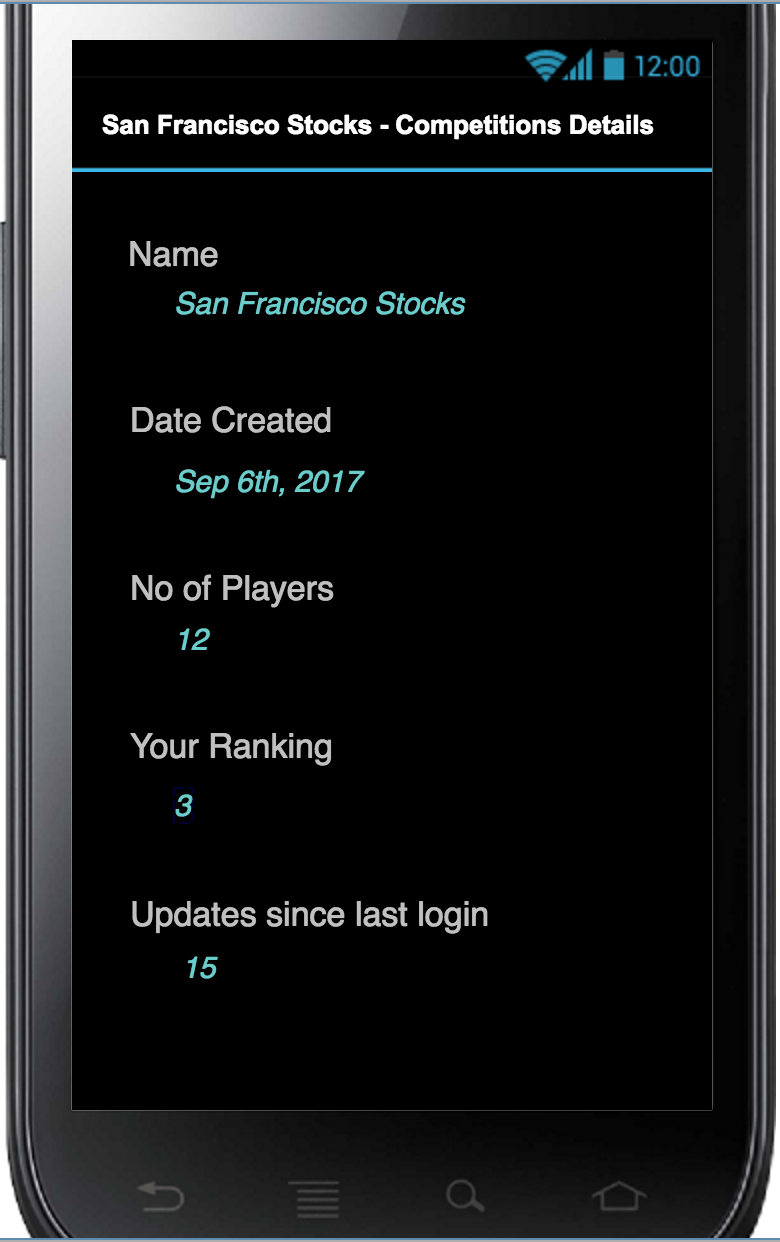 12:00
San Francisco Stocks - Competitions Details
Name
San Francisco Stocks
Date Created
Sep 6th, 2017
No of Players
12
Your Ranking
3
Updates since last login
15